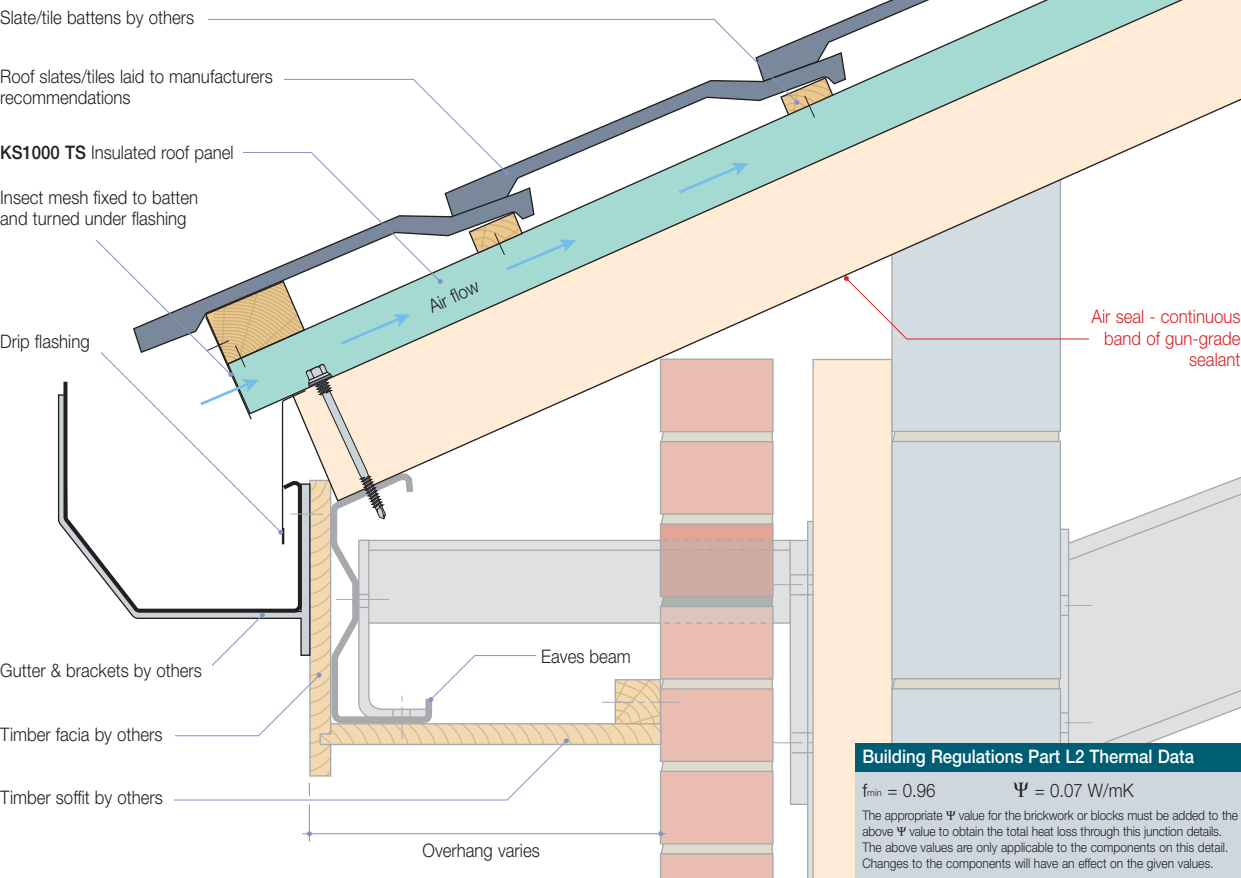 Slate/tile battens by others
Roof slates/tiles laid to manufacturers
recommendations
KS1000 TS Insulated roof panel
Insect mesh fixed to batten
and turned under flashing
Air flow
Drip flashing
Air seal - continuous
band of gun-grade
sealant
Gutter & brackets by others
Eaves beam
Timber facia by others
Timber soffit by others
Overhang varies
Building Regulations Part L2 Thermal Data
fmin = 0.96 Ψ = 0.07 W/mK
The appropriate Ψ value for the brickwork or blocks must be added to the
above Ψ value to obtain the total heat loss through this junction details.
The above values are only applicable to the components on this detail.
Changes to the components will have an effect on the given values.